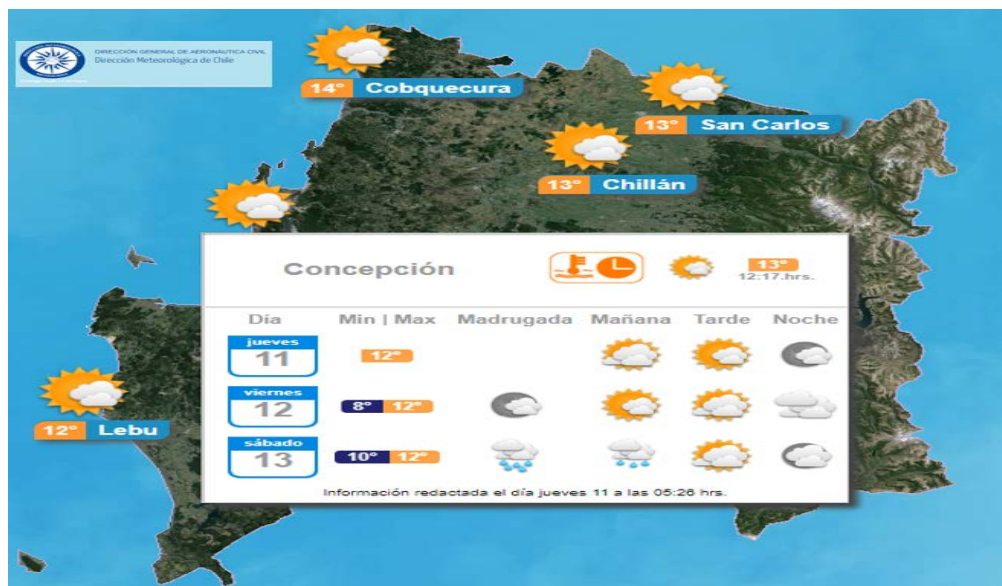 DIRECCIÓN GENERAL DE AERONÁUTICA CIVIL
Dirección Meteorológica de Chile
14° Cobquecura
13° San Carlos
13° Chillán
Concepción
13°
12:17.hrs.
Día Min | Max Madrugada Mañana Tarde Noche
jueves
11
12°
viernes
12
8° 12°
sábado
13
10° 12°
12° Lebu
Información redactada el día jueves 11 a las 05:26 hrs.